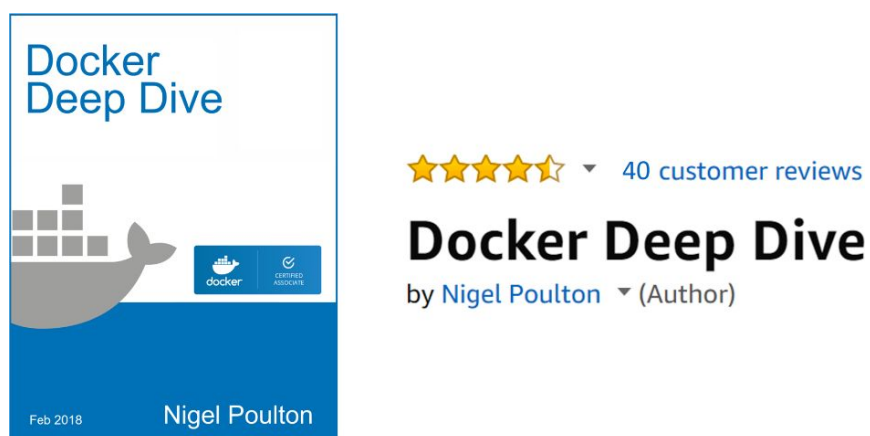 Docker
Deep Dive
docker
CERTIFIED
ASSOCIATE
Feb 2018
Nigel Poulton
40 customer reviews
Docker Deep Dive
by Nigel Poulton (Author)